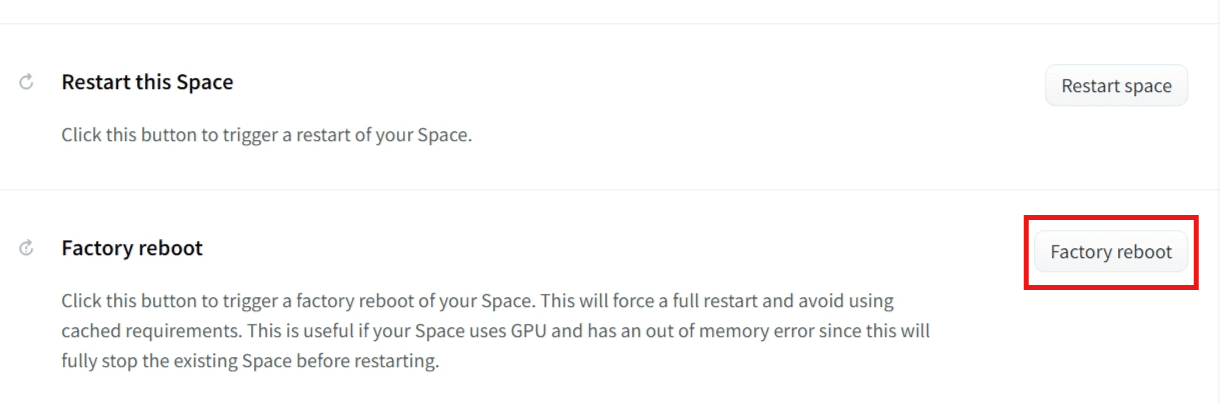 Restart this Space
Restart space
Click this button to trigger a restart of your Space.
Factory reboot
Factory reboot
Click this button to trigger a factory reboot of your Space. This will force a full restart and avoid using
cached requirements. This is useful if your Space uses GPU and has an out of memory error since this will
fully stop the existing Space before restarting.